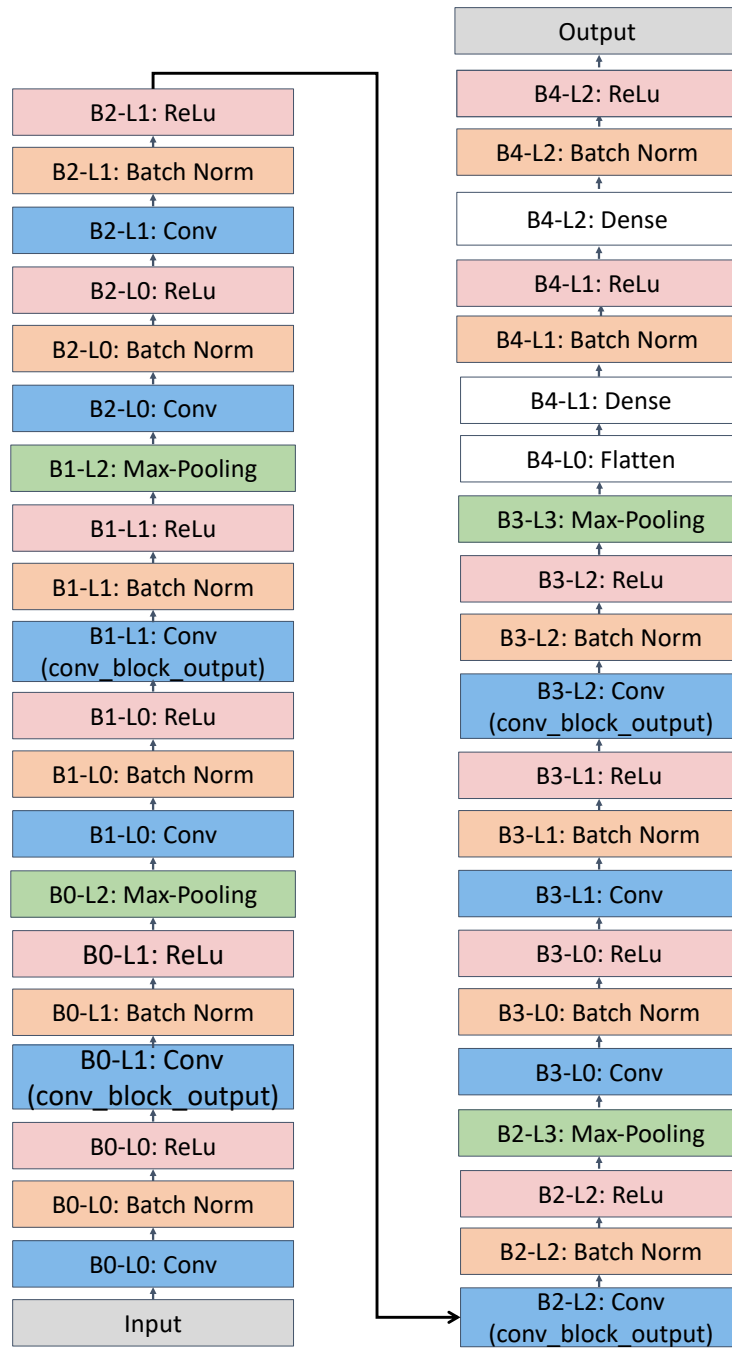 B2-L1: ReLu
B2-L1: Batch Norm
B2-L1: Conv
B2-L0: ReLu
B2-L0: Batch Norm
B2-L0: Conv
B1-L2: Max-Pooling
B1-L1: ReLu
B1-L1: Batch Norm
B1-L1: Conv
(conv_block_output)
B1-L0: ReLu
B1-L0: Batch Norm
B1-L0: Conv
B0-L2: Max-Pooling
B0-L1: ReLu
B0-L1: Batch Norm
B0-L1: Conv
(conv_block_output)
B0-L0: ReLu
B0-L0: Batch Norm
B0-L0: Conv
Input
Output
B4-L2: ReLu
B4-L2: Batch Norm
B4-L2: Dense
B4-L1: ReLu
B4-L1: Batch Norm
B4-L1: Dense
B4-L0: Flatten
B3-L3: Max-Pooling
B3-L2: ReLu
B3-L2: Batch Norm
B3-L2: Conv
(conv_block_output)
B3-L1: ReLu
B3-L1: Batch Norm
B3-L1: Conv
B3-L0: ReLu
B3-L0: Batch Norm
B3-L0: Conv
B2-L3: Max-Pooling
B2-L2: ReLu
B2-L2: Batch Norm
B2-L2: Conv
(conv_block_output)